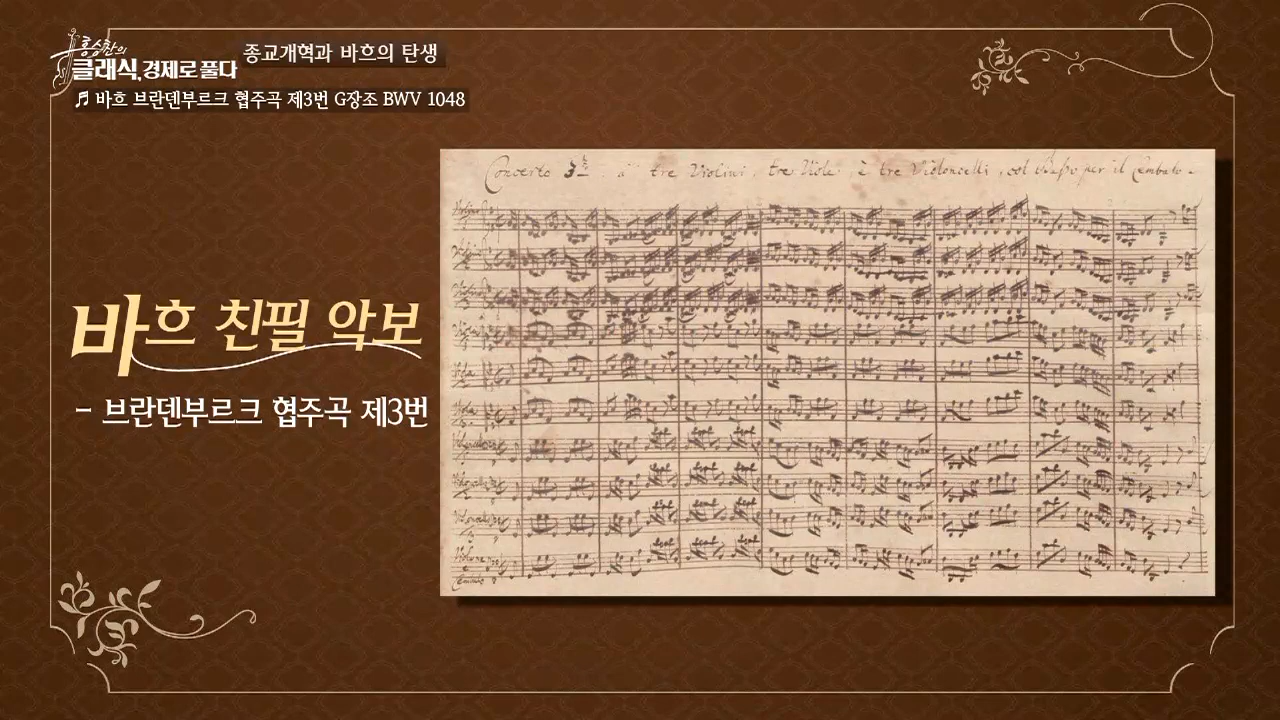 홍승찬의
클래식, 경제로 풀다
종교개혁과 바흐의 탄생
♬ 바흐 브란덴부르크 협주곡 제3번 G장조 BWV 1048
바흐 친필 악보
- 브란덴부르크 협주곡 제3번
Concerto 3 a tre Violini, tre Viole, è tre Violoncelli, col Basso per il Cembalo.